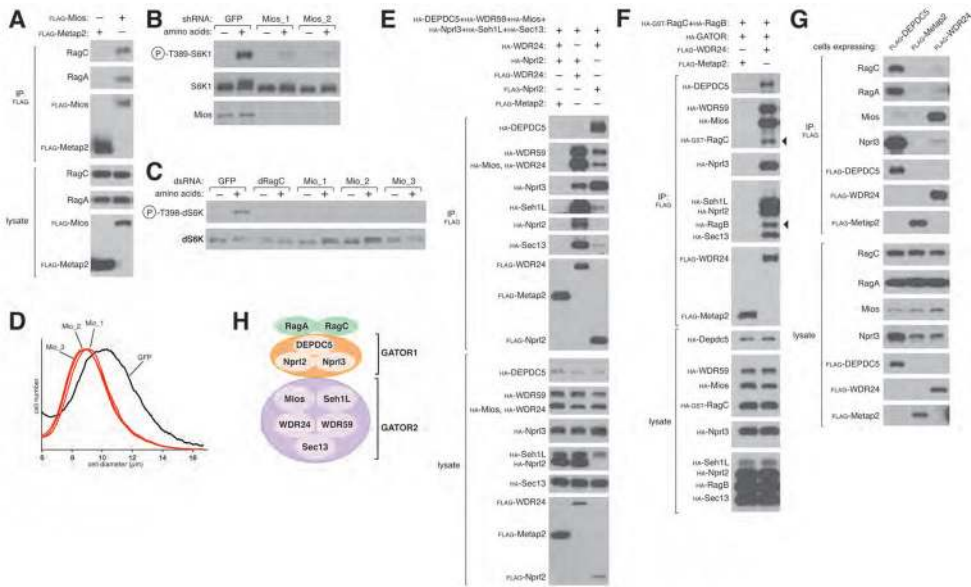 A
FLAG-Mios: − +
FLAG-Metap2: + −
IP: FLAG
RagC
RagA
FLAG-Mios
FLAG-Metap2
lysate
RagC
RagA
FLAG-Mios
FLAG-Metap2
B
shRNA: GFP Mios_1 Mios_2
amino acids: − + − + − +
P -T389-S6K1
S6K1
Mios
C
dsRNA: GFP dRagC Mio_1 Mio_2 Mio_3
amino acids: − + − + − + − + − +
P -T398-dS6K
dS6K
D
Mio_2
Mio_1
Mio_3
GFP
cell number
6 8 10 12 14 16
cell diameter (μm)
H
RagA RagC
DEPDC5
Nprl2 Nprl3
GATOR1
Mios Seh1L
WDR24 WDR59
Sec13
GATOR2
E
HA-DEPDC5+HA-WDR59+HA-Mios+
HA-Nprl3+HA-Seh1L+HA-Sec13: + + +
HA-WDR24: + − +
HA-Nprl2: + + −
FLAG-WDR24: − + −
FLAG-Nprl2: − − +
FLAG-Metap2: + − −
IP: FLAG
HA-DEPDC5
HA-WDR59
HA-Mios, HA-WDR24
HA-Nprl3
HA-Seh1L
HA-Nprl2
HA-Sec13
FLAG-WDR24
FLAG-Metap2
FLAG-Nprl2
lysate
HA-DEPDC5
HA-WDR59
HA-Mios, HA-WDR24
HA-Nprl3
HA-Seh1L
HA-Nprl2
HA-Sec13
FLAG-WDR24
FLAG-Metap2
FLAG-Nprl2
F
HA-GST-RagC+HA-RagB: + +
HA-GATOR: + +
FLAG-WDR24: − +
FLAG-Metap2: + −
IP: FLAG
HA-DEPDC5
HA-WDR59
HA-Mios
HA-GST-RagC
HA-Nprl3
HA-Seh1L
HA-Nprl2
HA-RagB
HA-Sec13
FLAG-WDR24
FLAG-Metap2
lysate
HA-Depdc5
HA-WDR59
HA-Mios
HA-GST-RagC
HA-Nprl3
HA-Seh1L
HA-Nprl2
HA-RagB
HA-Sec13
G
cells expressing: FLAG-DEPDC5 FLAG-Metap2 FLAG-WDR24
IP: FLAG
RagC
RagA
Mios
Nprl3
FLAG-DEPDC5
FLAG-WDR24
FLAG-Metap2
lysate
RagC
RagA
Mios
Nprl3
FLAG-DEPDC5
FLAG-WDR24
FLAG-Metap2